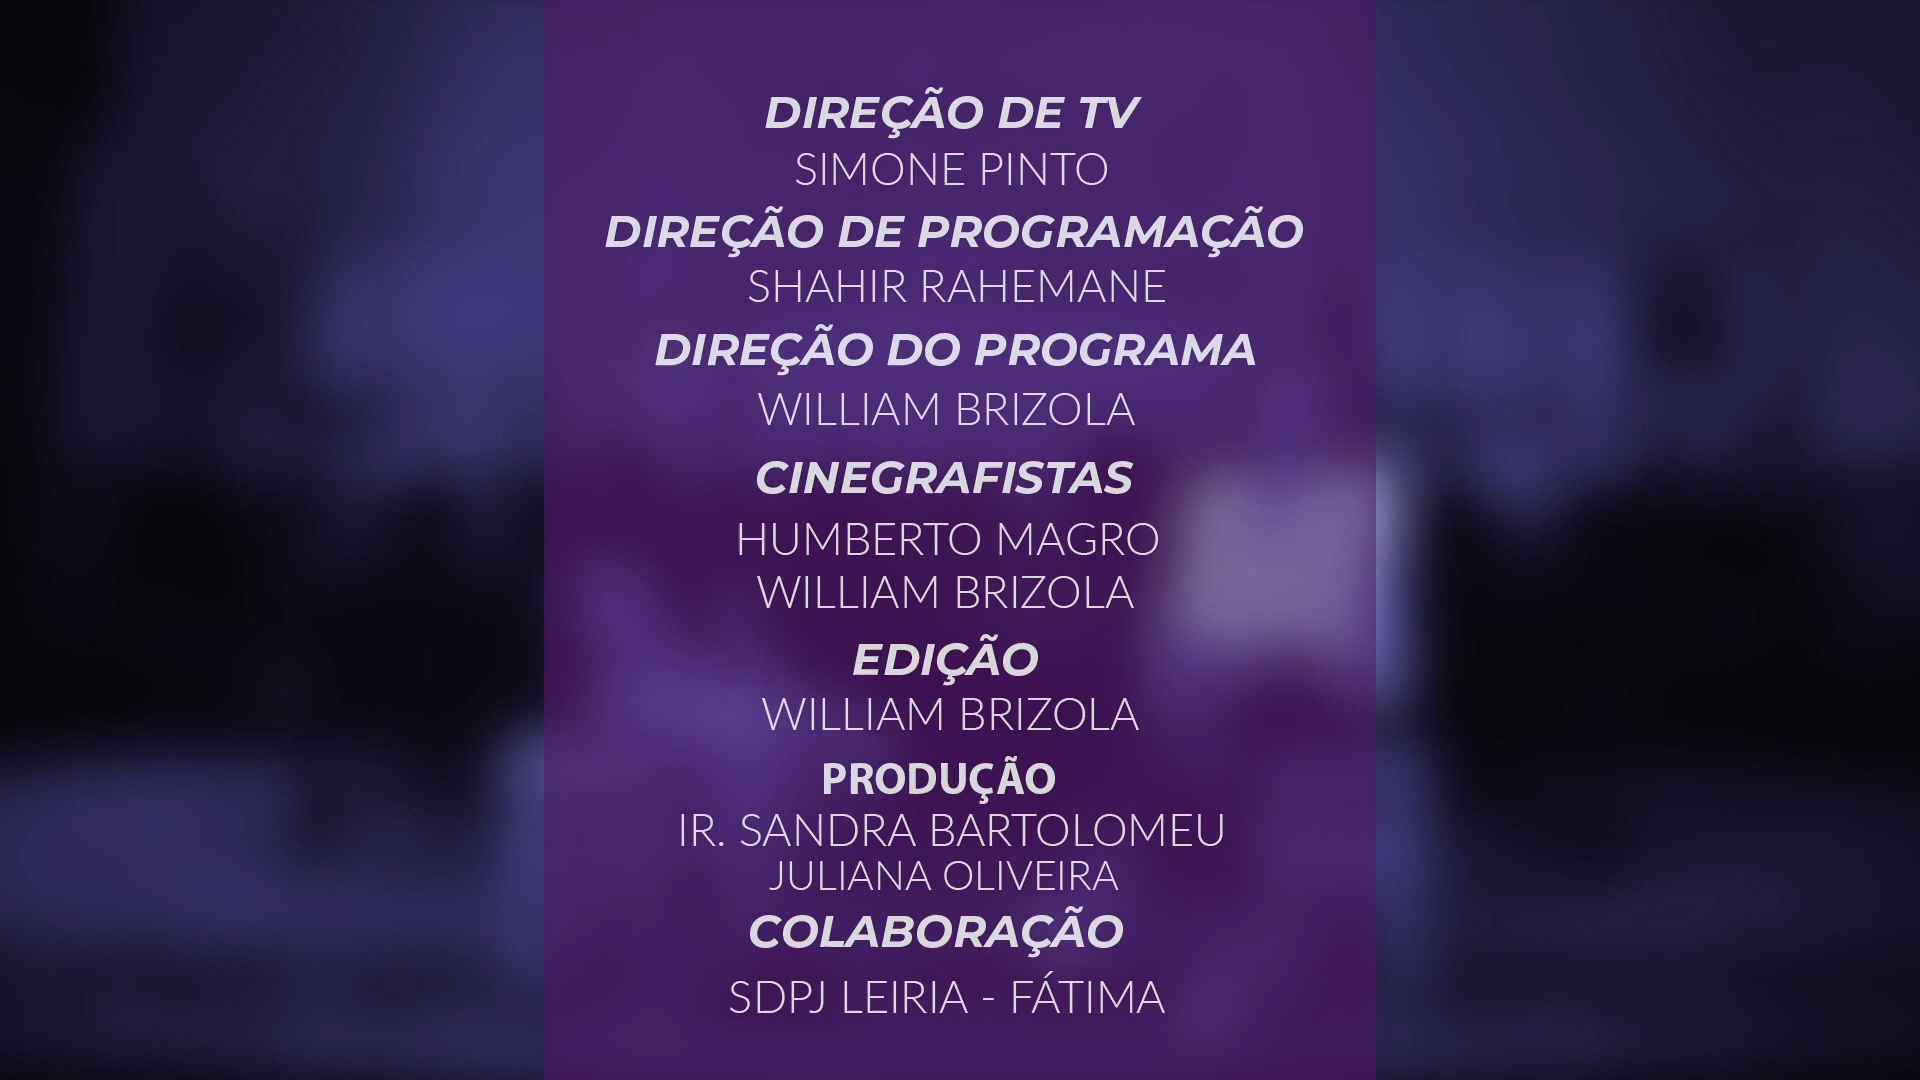 DIREÇÃO DE TV
SIMONE PINTO
DIREÇÃO DE PROGRAMAÇÃO
SHAHIR RAHEMANE
DIREÇÃO DO PROGRAMA
WILLIAM BRIZOLA
CINEGRAFISTAS
HUMBERTO MAGRO
WILLIAM BRIZOLA
EDIÇÃO
WILLIAM BRIZOLA
PRODUÇÃO
IR. SANDRA BARTOLOMEU
JULIANA OLIVEIRA
COLABORAÇÃO
SDPJ LEIRIA - FÁTIMA